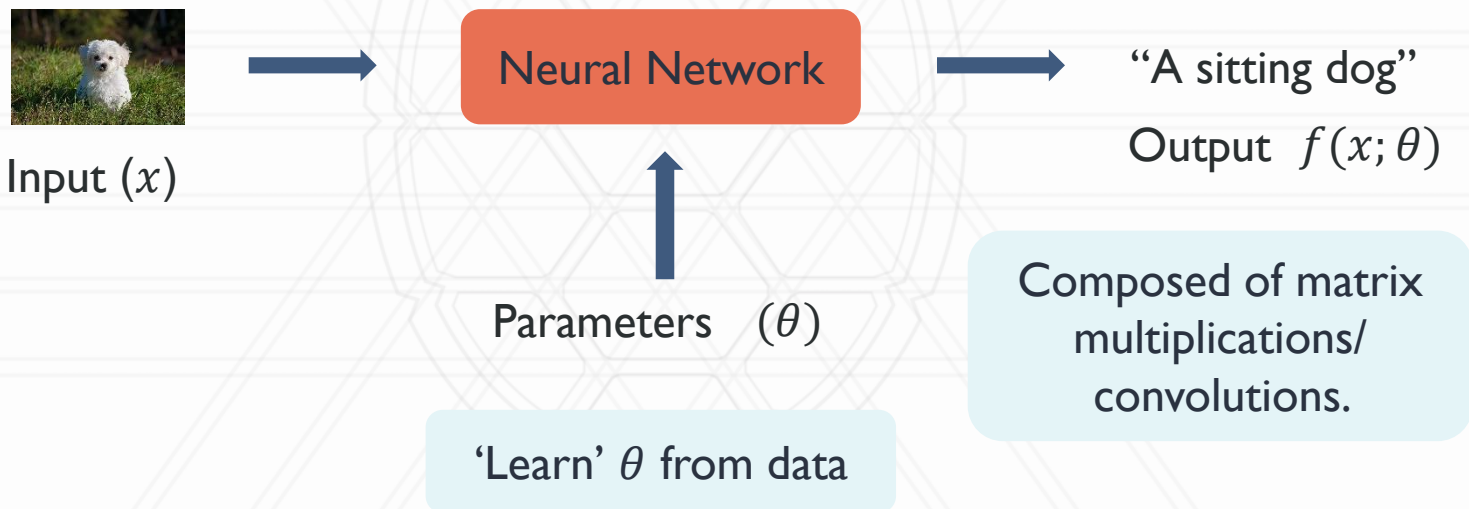 Neural Network
“A sitting dog”
Output f(x; θ)
Input (x)
Parameters (θ)
Composed of matrix
multiplications/
convolutions.
‘Learn’ θ from data